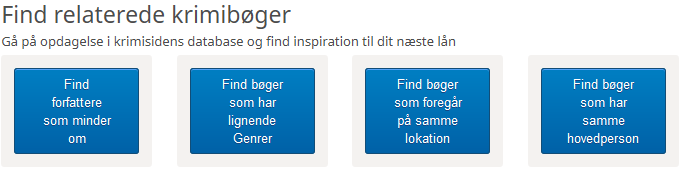 Find relaterede krimibøger
Gå på opdagelse i krimisidens database og find inspiration til dit næste lån
Find
forfattere
som minder
om
Find bøger
som har
lignende
Genrer
Find bøger
som foregår
på samme
lokation
Find bøger
som har
samme
hovedperson